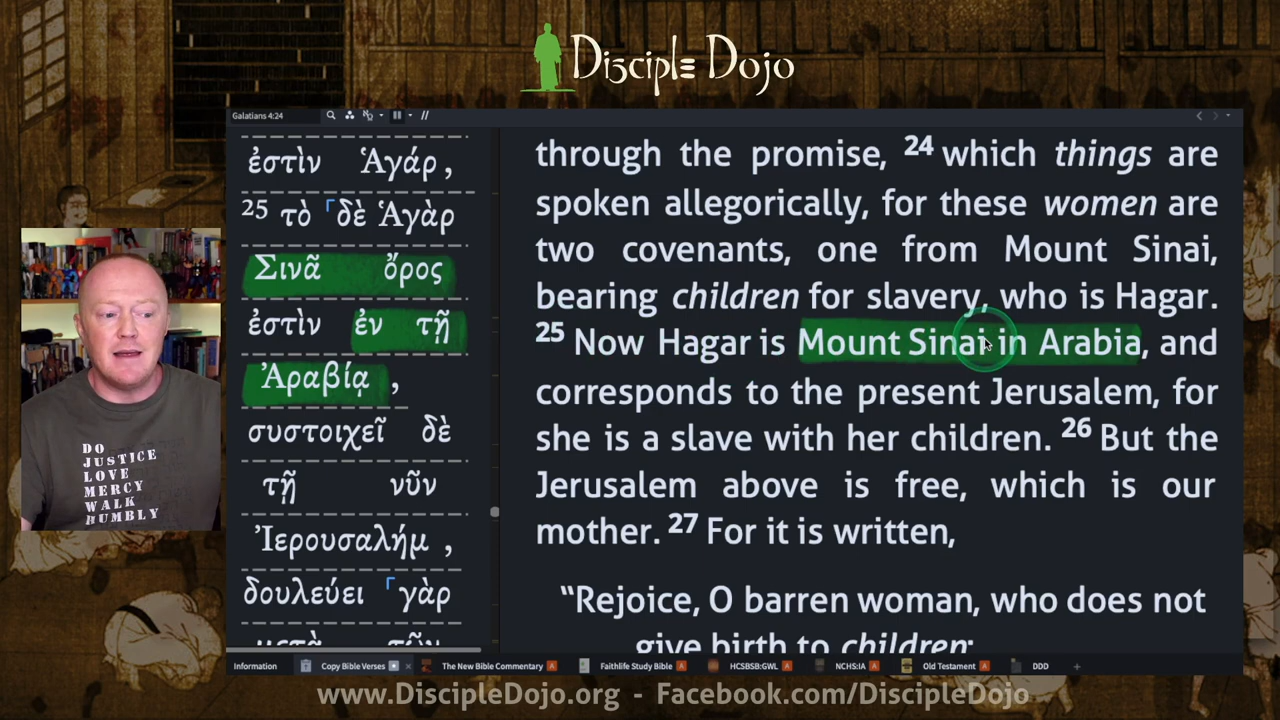 Disciple Dojo
Galatians 4:24
ἐστὶν Ἁγάρ,
25 τὸ ⸀δὲ Ἁγὰρ
Σινᾶ ὄρος
ἐστὶν ἐν τῇ
Ἀραβίᾳ ,
συστοιχεῖ δὲ
τῇ νῦν
Ἰερουσαλήμ ,
δουλεύει ⸀γὰρ
μετὰ τῶν
through the promise, 24 which things are
spoken allegorically, for these women are
two covenants, one from Mount Sinai,
bearing children for slavery, who is Hagar.
25 Now Hagar is Mount Sinai in Arabia, and
corresponds to the present Jerusalem, for
she is a slave with her children. 26 But the
Jerusalem above is free, which is our
mother. 27 For it is written,
“Rejoice, O barren woman, who does not
give birth to children;
DO
JUSTICE
LOVE
MERCY
WALK
HUMBLY
Information Copy Bible Verses The New Bible Commentary Faithlife Study Bible HCSBSB:GWL NCHS:IA Old Testament DDD
www.DiscipleDojo.org - Facebook.com/DiscipleDojo